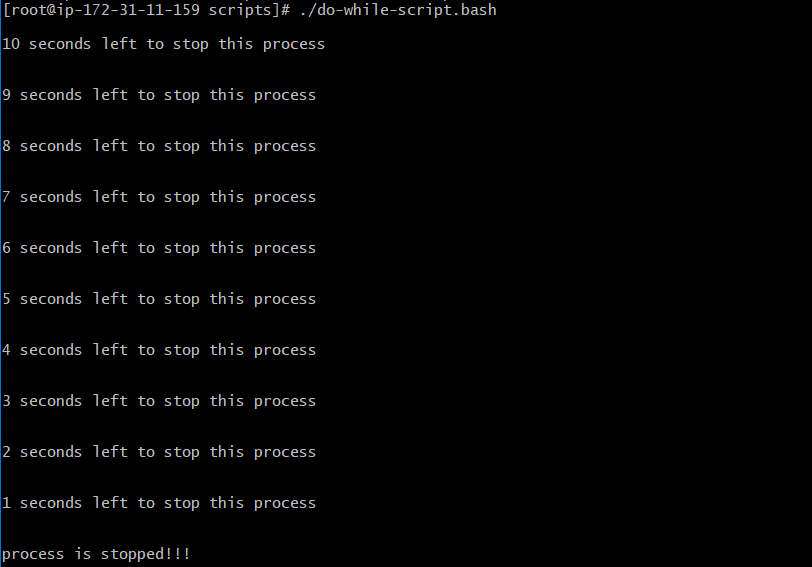 [root@ip-172-31-11-159 scripts]# ./do-while-script.bash
10 seconds left to stop this process
9 seconds left to stop this process
8 seconds left to stop this process
7 seconds left to stop this process
6 seconds left to stop this process
5 seconds left to stop this process
4 seconds left to stop this process
3 seconds left to stop this process
2 seconds left to stop this process
1 seconds left to stop this process
process is stopped!!!